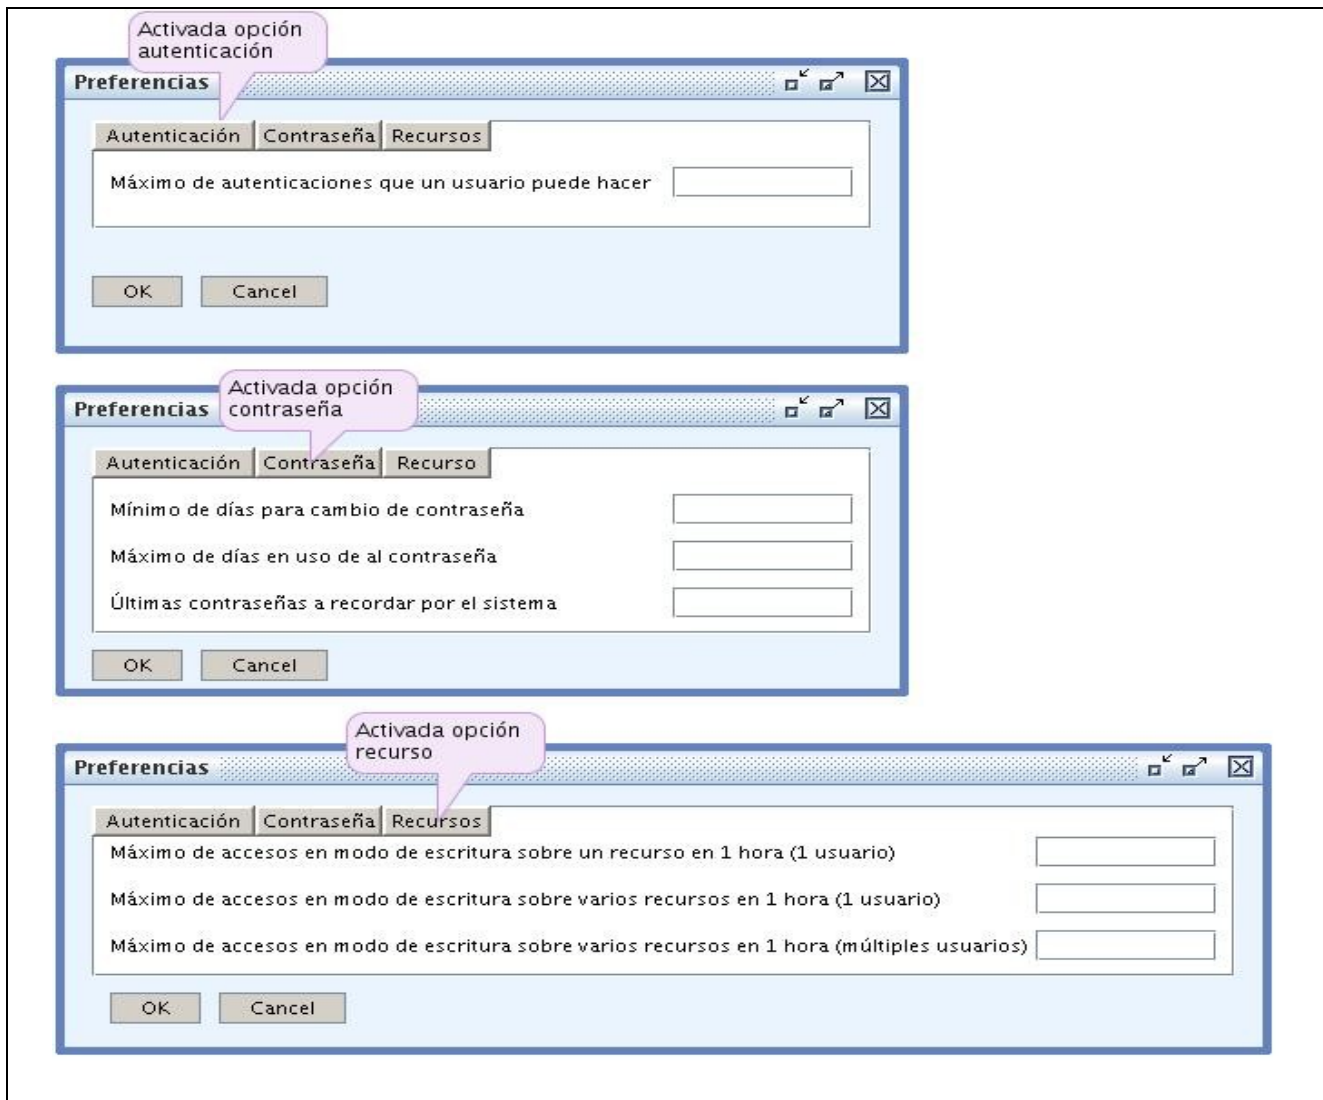 Activada opción
autenticación
Preferencias
Autenticación Contraseña Recursos
Máximo de autenticaciones que un usuario puede hacer
OK Cancel
Activada opción
contraseña
Preferencias
Autenticación Contraseña Recurso
Mínimo de días para cambio de contraseña
Máximo de días en uso de al contraseña
Últimas contraseñas a recordar por el sistema
OK Cancel
Activada opción
recurso
Preferencias
Autenticación Contraseña Recursos
Máximo de accesos en modo de escritura sobre un recurso en 1 hora (1 usuario)
Máximo de accesos en modo de escritura sobre varios recursos en 1 hora (1 usuario)
Máximo de accesos en modo de escritura sobre varios recursos en 1 hora (múltiples usuarios)
OK Cancel